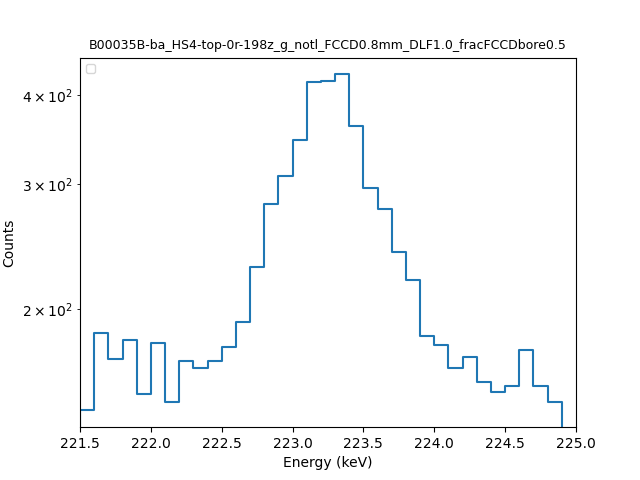 B00035B-ba_HS4-top-0r-198z_g_notl_FCCD0.8mm_DLF1.0_fracFCCDbore0.5
4 × 10²
3 × 10²
2 × 10²
Counts
221.5 222.0 222.5 223.0 223.5 224.0 224.5 225.0
Energy (keV)